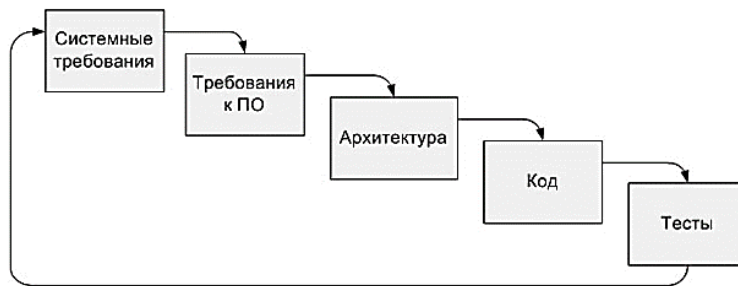 Системные
требования
Требования
к ПО
Архитектура
Код
Тесты